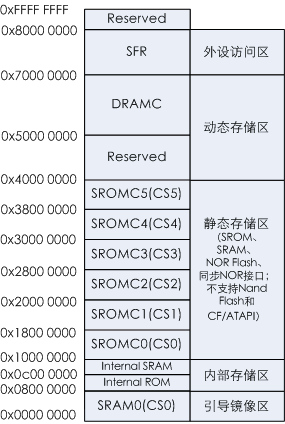 0xFFFF FFFF
Reserved
0x8000 0000
SFR
外设访问区
0x7000 0000
DRAMC
动态存储区
0x5000 0000
Reserved
0x4000 0000
SROMC5(CS5)
0x3800 0000
SROMC4(CS4)
静态存储区
(SROM、
SRAM、
NOR Flash、
同步NOR接口；
不支持Nand
Flash和
CF/ATAPI)
0x3000 0000
SROMC3(CS3)
0x2800 0000
SROMC2(CS2)
0x2000 0000
SROMC1(CS1)
0x1800 0000
SROMC0(CS0)
0x1000 0000
Internal SRAM
内部存储区
0x0c00 0000
Internal ROM
0x0800 0000
SRAM0(CS0)
引导镜像区
0x0000 0000